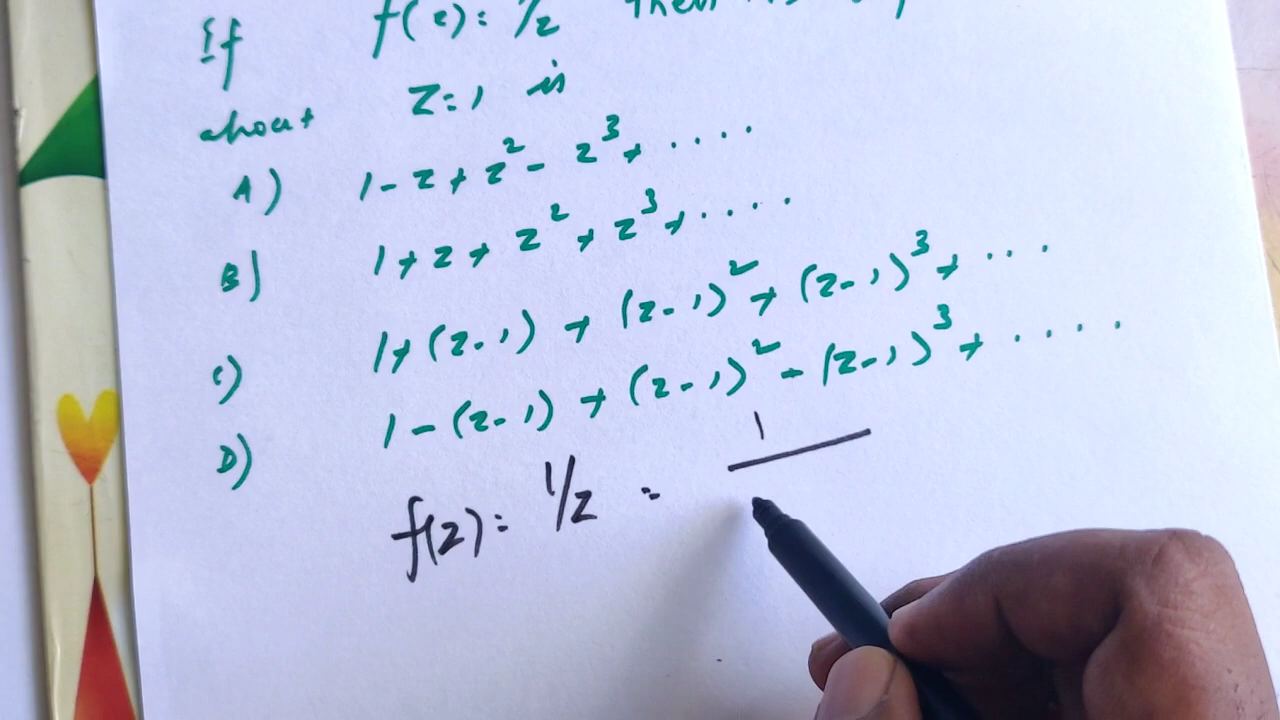 If f(z) = 1/z then
about z=1 is
A) 1 - z + z² - z³ + ....
B) 1 + z + z² + z³ + ....
C) 1 + (z-1) + (z-1)² + (z-1)³ + ...
D) 1 - (z-1) + (z-1)² - (z-1)³ + ....
f(z) = 1/z = 1